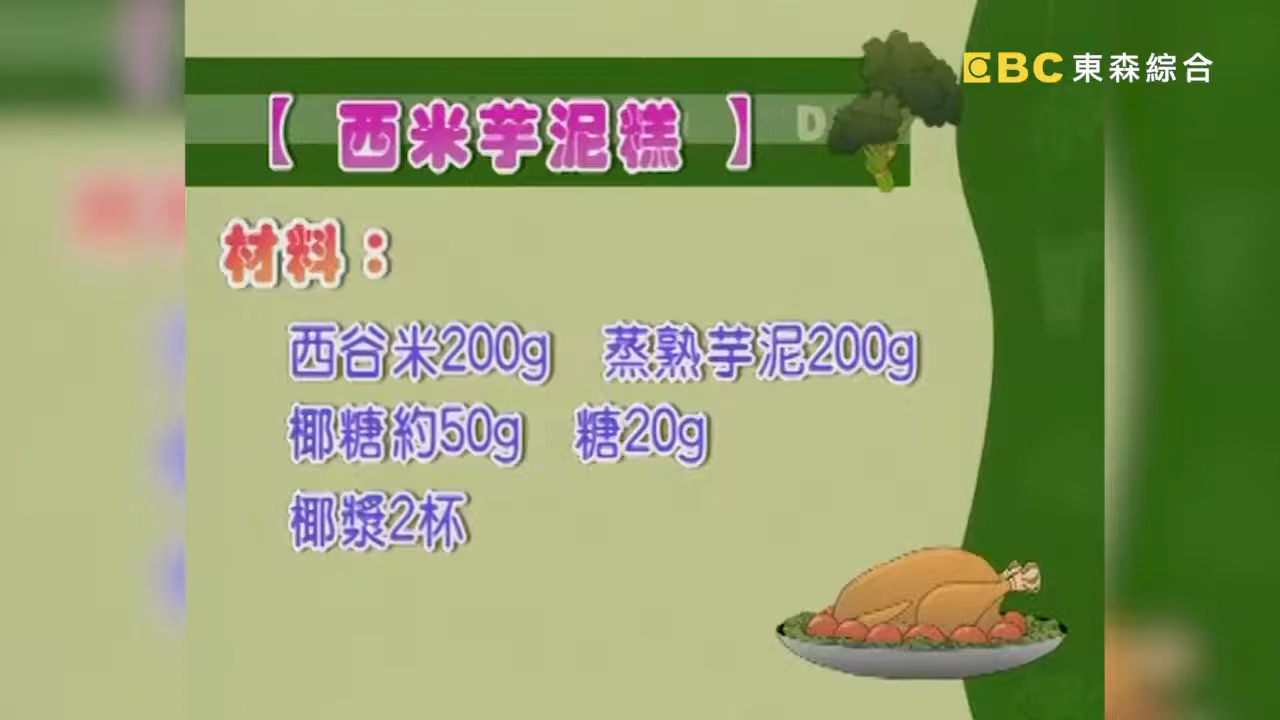 EBC 東森綜合
【 西米芋泥糕 】
材料：
西谷米200g 蒸熟芋泥200g
椰糖約50g 糖20g
椰漿2杯